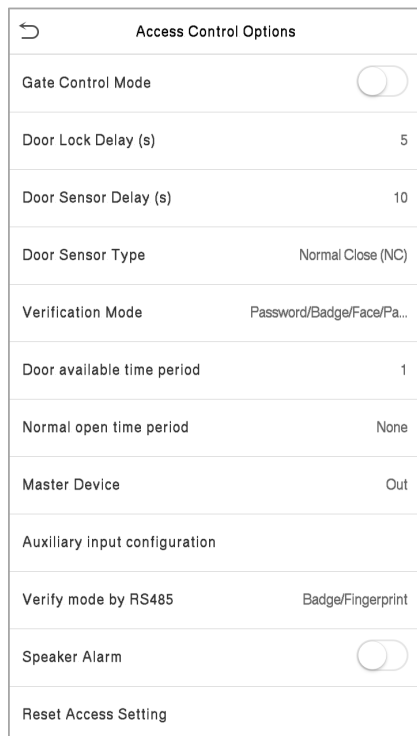 Access Control Options
Gate Control Mode
Door Lock Delay (s) 5
Door Sensor Delay (s) 10
Door Sensor Type Normal Close (NC)
Verification Mode Password/Badge/Face/Pa...
Door available time period 1
Normal open time period None
Master Device Out
Auxiliary input configuration
Verify mode by RS485 Badge/Fingerprint
Speaker Alarm
Reset Access Setting